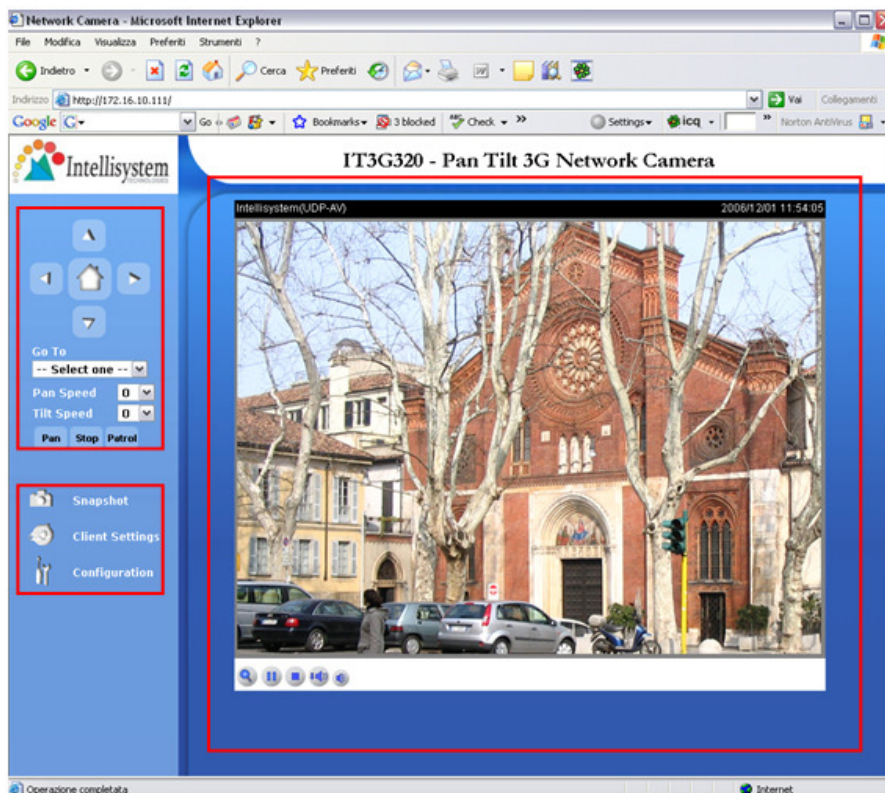 Network Camera - Microsoft Internet Explorer
File Modifica Visualizza Preferiti Strumenti ?
Indietro Cerca Preferiti
Indirizzo http://172.16.10.111/ Vai Collegamenti
Google G Go Bookmarks 3 blocked ABC Check » Settings icq » Norton AntiVirus
Intellisystem
TECHNOLOGIES
IT3G320 - Pan Tilt 3G Network Camera
Intellisystem(UDP-AV) 2006/12/01 11:54:05
Go To
-- Select one --
Pan Speed 0
Tilt Speed 0
Pan Stop Patrol
Snapshot
Client Settings
Configuration
Operazione completata Internet